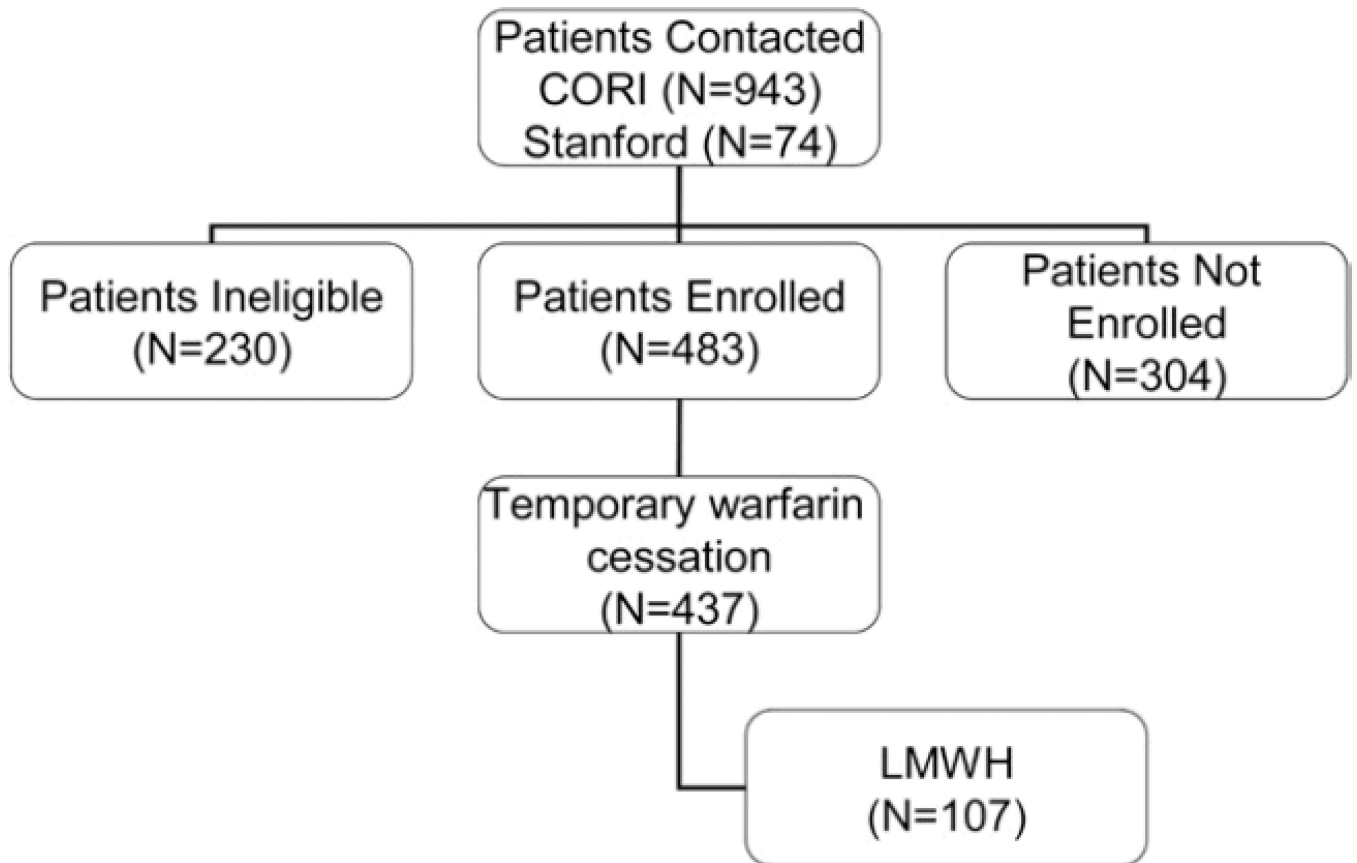 Patients Contacted
CORI (N=943)
Stanford (N=74)
Patients Ineligible
(N=230)
Patients Enrolled
(N=483)
Patients Not
Enrolled
(N=304)
Temporary warfarin
cessation
(N=437)
LMWH
(N=107)